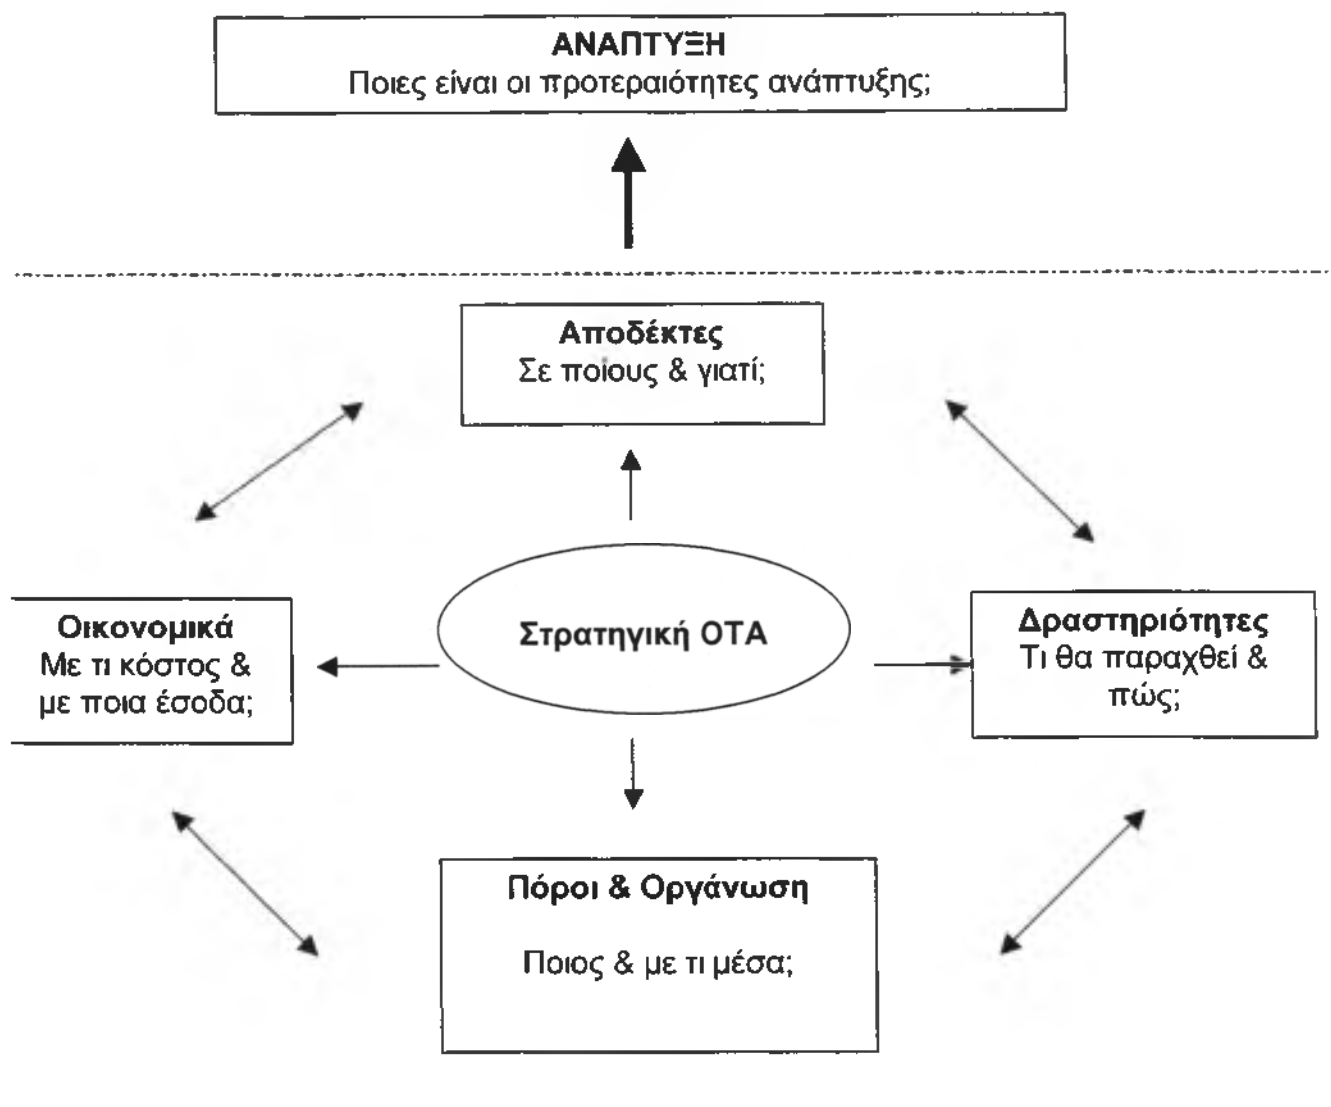 ΑΝΑΠΤΥΞΗ
Ποιες είναι οι προτεραιότητες ανάπτυξης;
Αποδέκτες
Σε ποίους & γιατί;
Οικονομικά
Με τι κόστος &
με ποια έσοδα;
Στρατηγική ΟΤΑ
Δραστηριότητες
Τι θα παραχθεί &
πώς;
Πόροι & Οργάνωση
Ποιος & με τι μέσα;